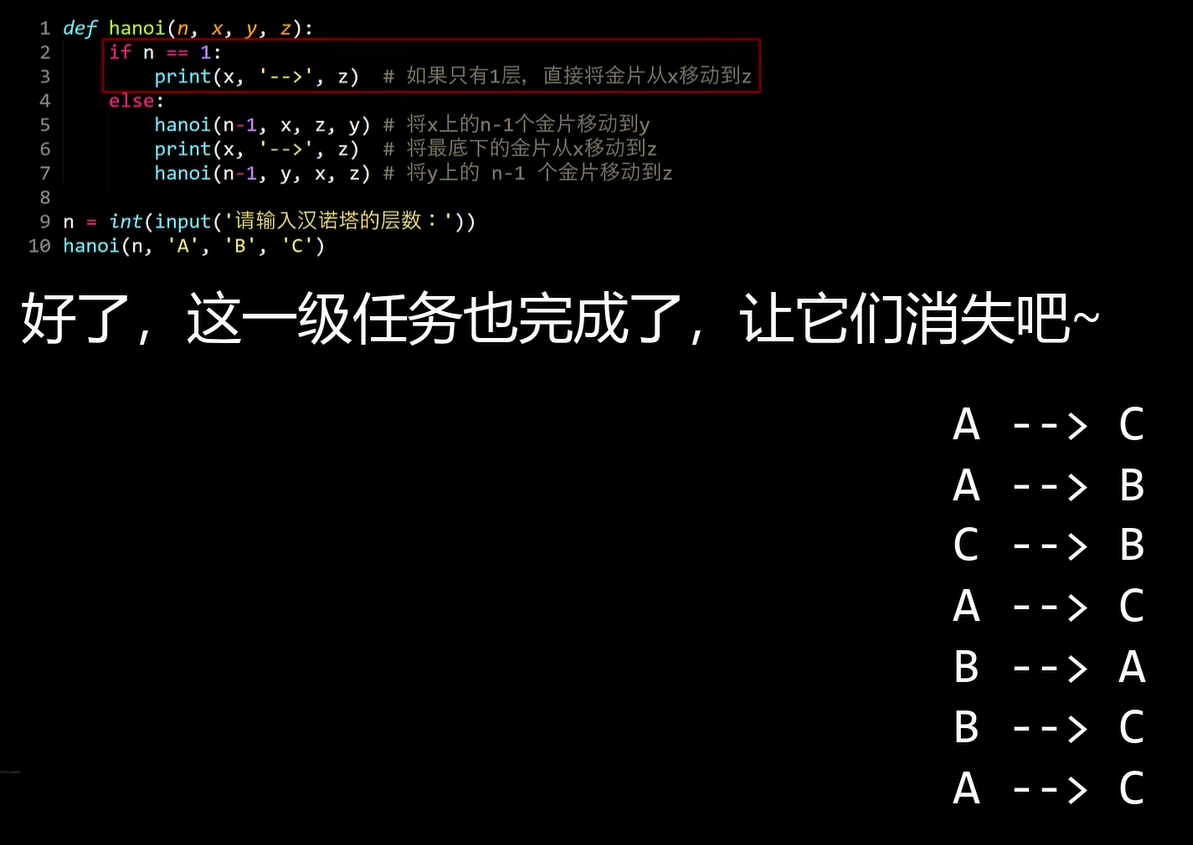 1 def hanoi(n, x, y, z):
2 if n == 1:
3 print(x, '-->', z) # 如果只有1层，直接将金片从x移动到z
4 else:
5 hanoi(n-1, x, z, y) # 将x上的n-1个金片移动到y
6 print(x, '-->', z) # 将最底下的金片从x移动到z
7 hanoi(n-1, y, x, z) # 将y上的 n-1 个金片移动到z
8
9 n = int(input('请输入汉诺塔的层数：'))
10 hanoi(n, 'A', 'B', 'C')
好了，这一级任务也完成了，让它们消失吧~
A --> C
A --> B
C --> B
A --> C
B --> A
B --> C
A --> C